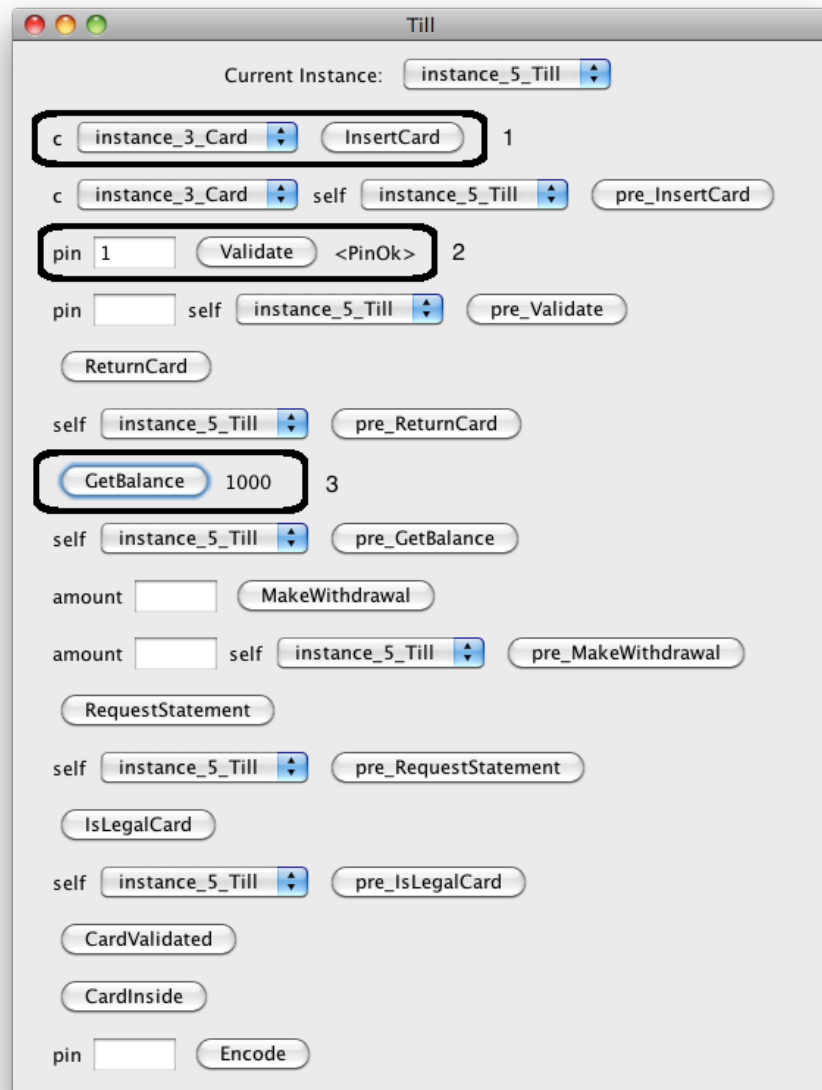 Till
Current Instance: instance_5_Till
c instance_3_Card InsertCard 1
c instance_3_Card self instance_5_Till pre_InsertCard
pin 1 Validate <PinOk> 2
pin self instance_5_Till pre_Validate
ReturnCard
self instance_5_Till pre_ReturnCard
GetBalance 1000 3
self instance_5_Till pre_GetBalance
amount MakeWithdrawal
amount self instance_5_Till pre_MakeWithdrawal
RequestStatement
self instance_5_Till pre_RequestStatement
IsLegalCard
self instance_5_Till pre_IsLegalCard
CardValidated
CardInside
pin Encode